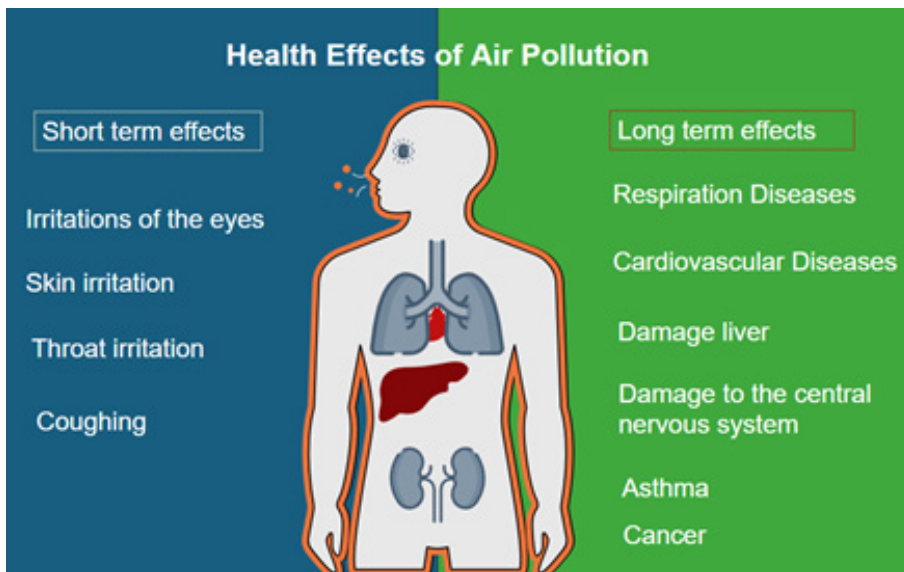 Health Effects of Air Pollution
Short term effects
Irritations of the eyes
Skin irritation
Throat irritation
Coughing
Long term effects
Respiration Diseases
Cardiovascular Diseases
Damage liver
Damage to the central
nervous system
Asthma
Cancer